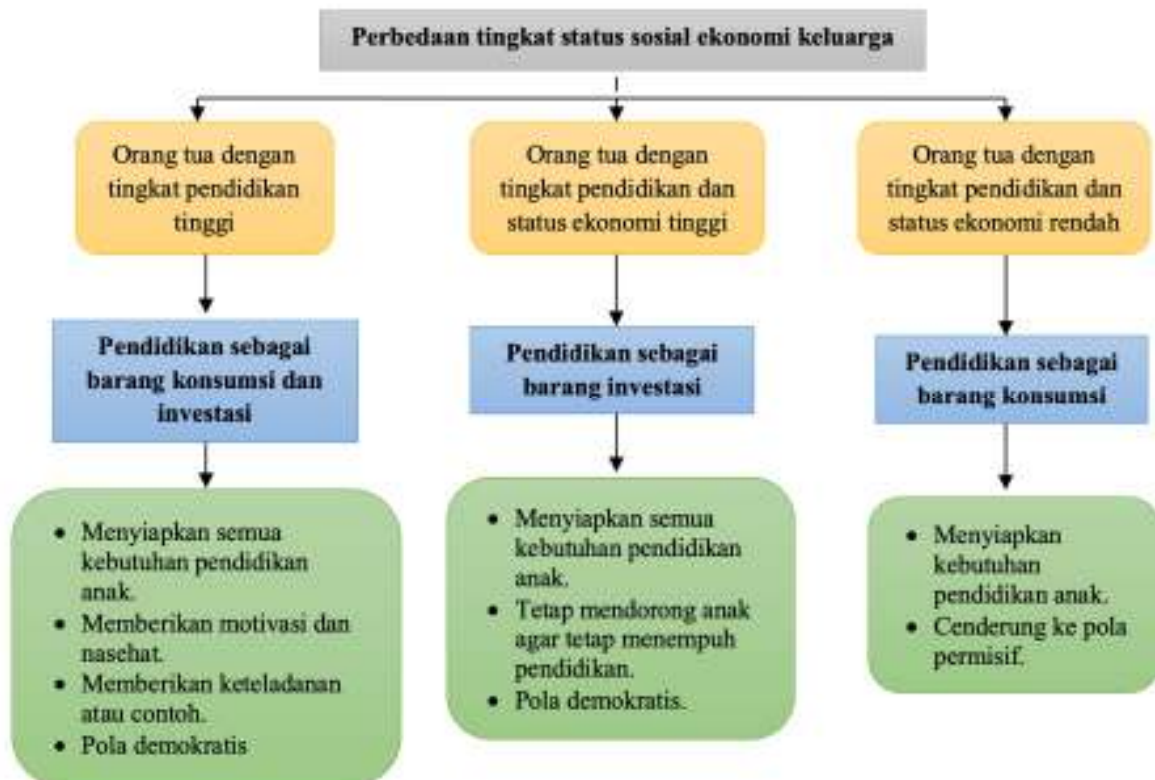 Perbedaan tingkat status sosial ekonomi keluarga
Orang tua dengan
tingkat pendidikan
tinggi
Orang tua dengan
tingkat pendidikan dan
status ekonomi tinggi
Orang tua dengan
tingkat pendidikan dan
status ekonomi rendah
Pendidikan sebagai
barang konsumsi dan
investasi
Pendidikan sebagai
barang investasi
Pendidikan sebagai
barang konsumsi
• Menyiapkan semua
kebutuhan pendidikan
anak.
• Memberikan motivasi dan
nasehat.
• Memberikan keteladanan
atau contoh.
• Pola demokratis
• Menyiapkan semua
kebutuhan pendidikan
anak.
• Tetap mendorong anak
agar tetap menempuh
pendidikan.
• Pola demokratis.
• Menyiapkan
kebutuhan
pendidikan anak.
• Cenderung ke pola
permisif.